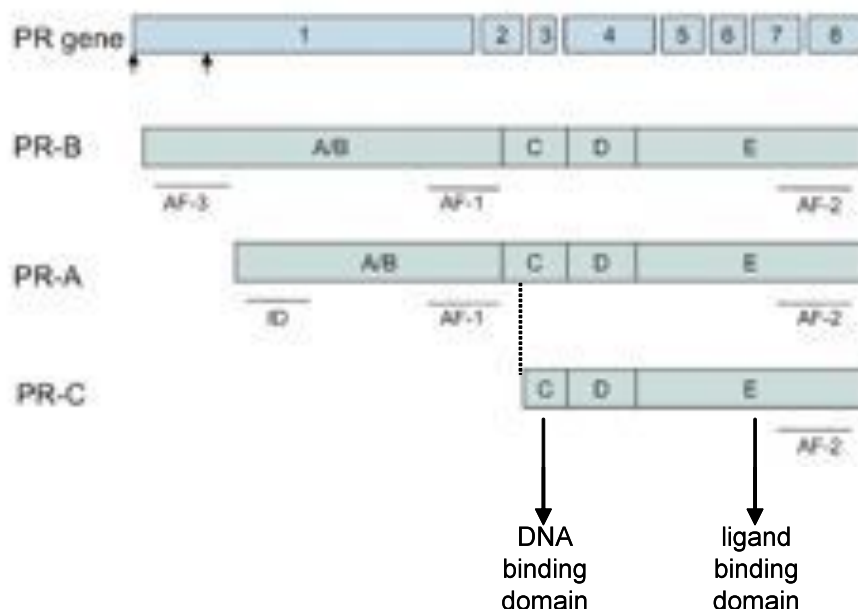 PR gene 1 2 3 4 5 6 7 8
PR-B A/B C D E
AF-3 AF-1 AF-2
PR-A A/B C D E
ID AF-1 AF-2
PR-C C D E
AF-2
DNA ligand
binding binding
domain domain